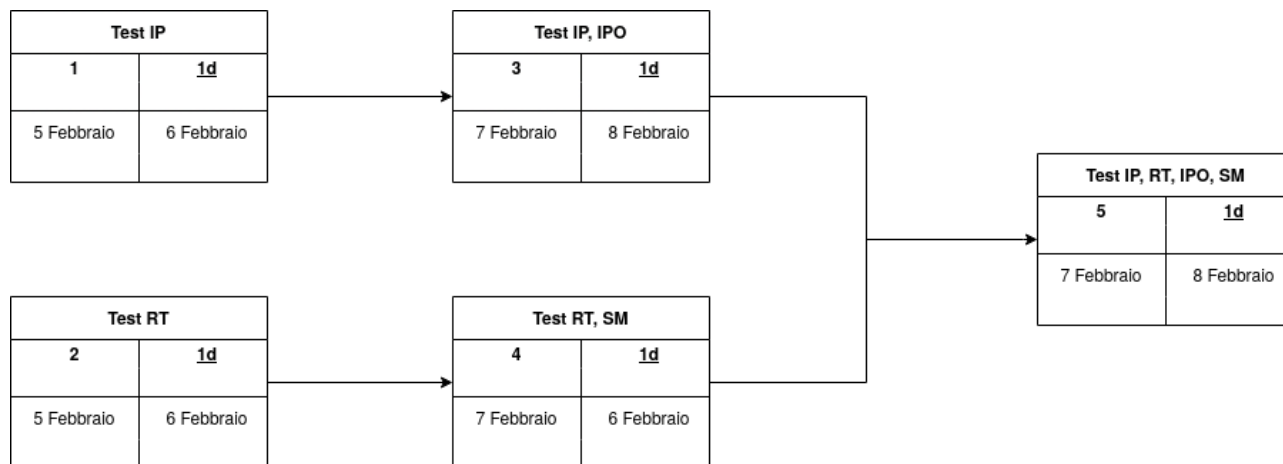 Test IP
1 1d
5 Febbraio 6 Febbraio
Test IP, IPO
3 1d
7 Febbraio 8 Febbraio
Test RT
2 1d
5 Febbraio 6 Febbraio
Test RT, SM
4 1d
7 Febbraio 6 Febbraio
Test IP, RT, IPO, SM
5 1d
7 Febbraio 8 Febbraio